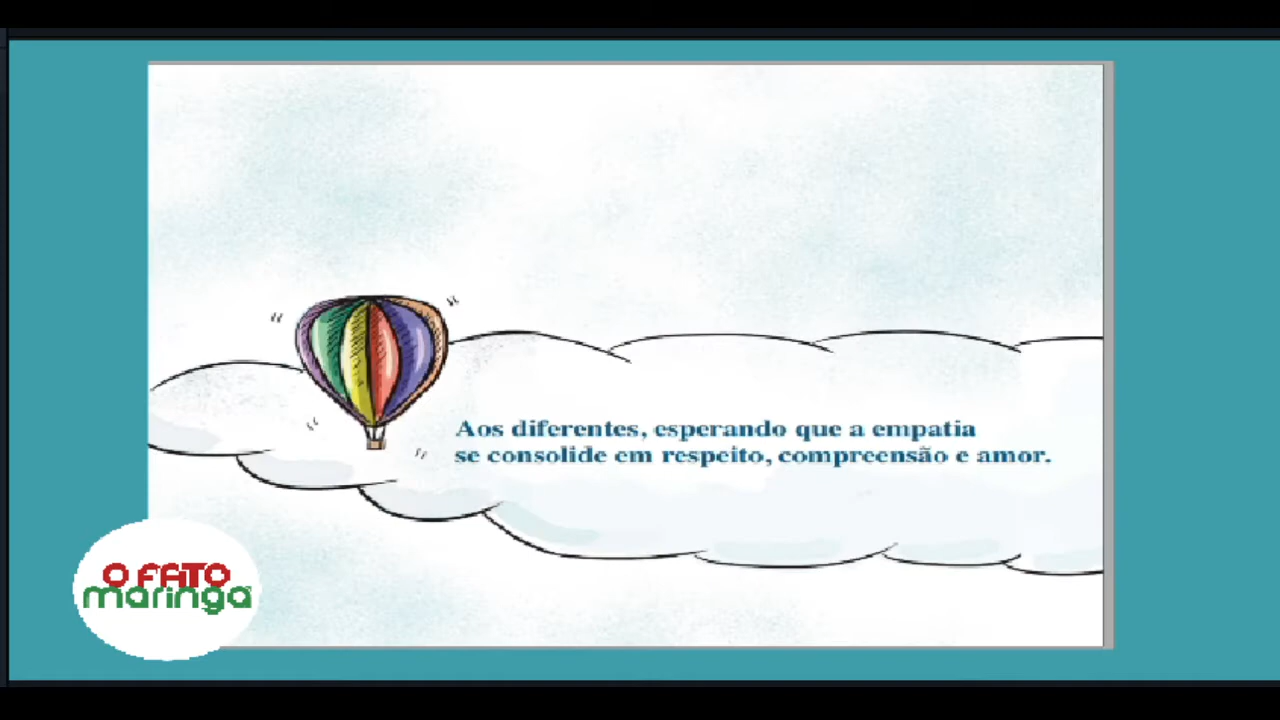 Aos diferentes, esperando que a empatia
se consolide em respeito, compreensão e amor.
O FATO
maringa